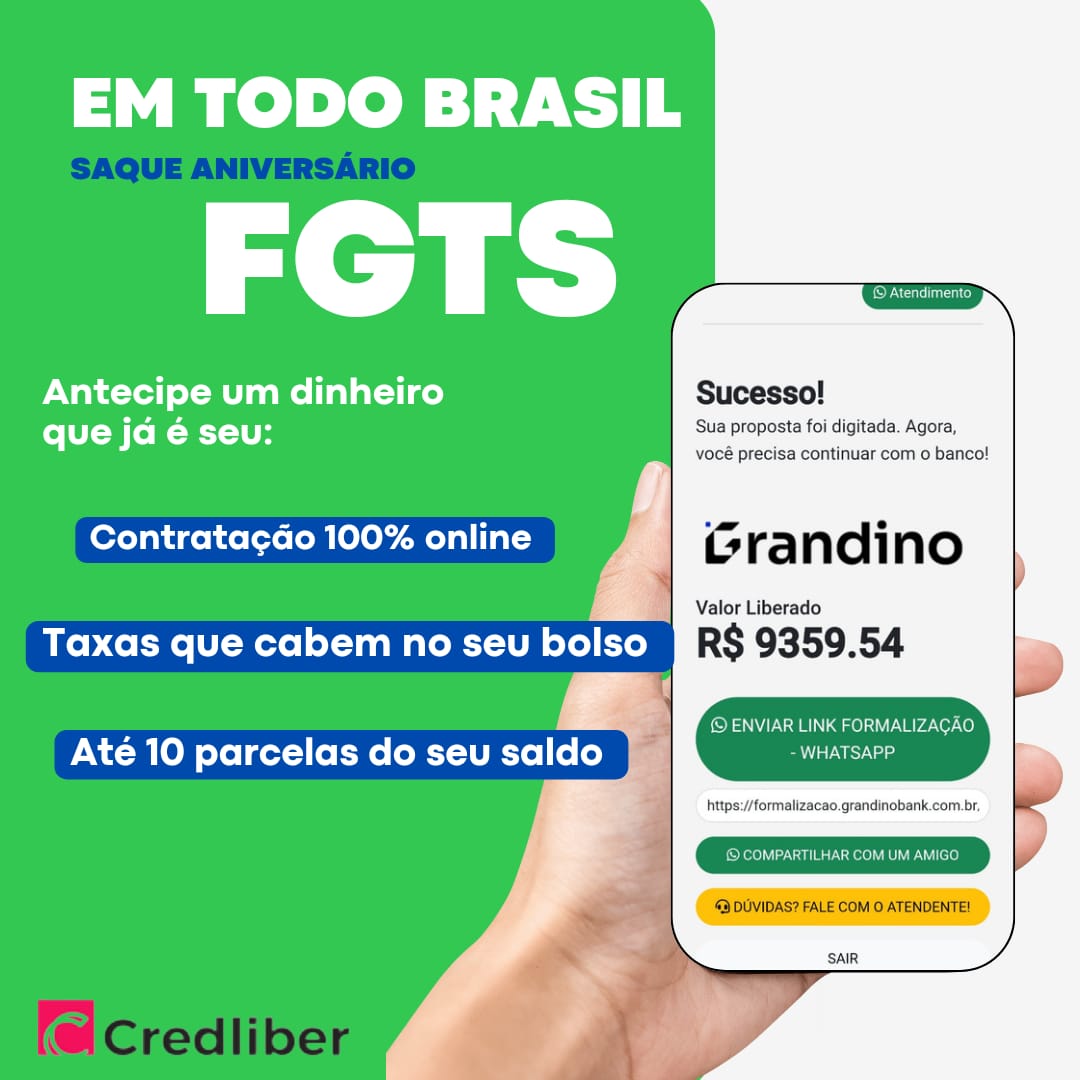 EM TODO BRASIL
SAQUE ANIVERSÁRIO
FGTS
Antecipe um dinheiro
que já é seu:
Contratação 100% online
Taxas que cabem no seu bolso
Até 10 parcelas do seu saldo
Credliber
Atendimento
Sucesso!
Sua proposta foi digitada. Agora,
você precisa continuar com o banco!
Grandino
Valor Liberado
R$ 9359.54
ENVIAR LINK FORMALIZAÇÃO
- WHATSAPP
https://formalizacao.grandinobank.com.br,
COMPARTILHAR COM UM AMIGO
DÚVIDAS? FALE COM O ATENDENTE!
SAIR